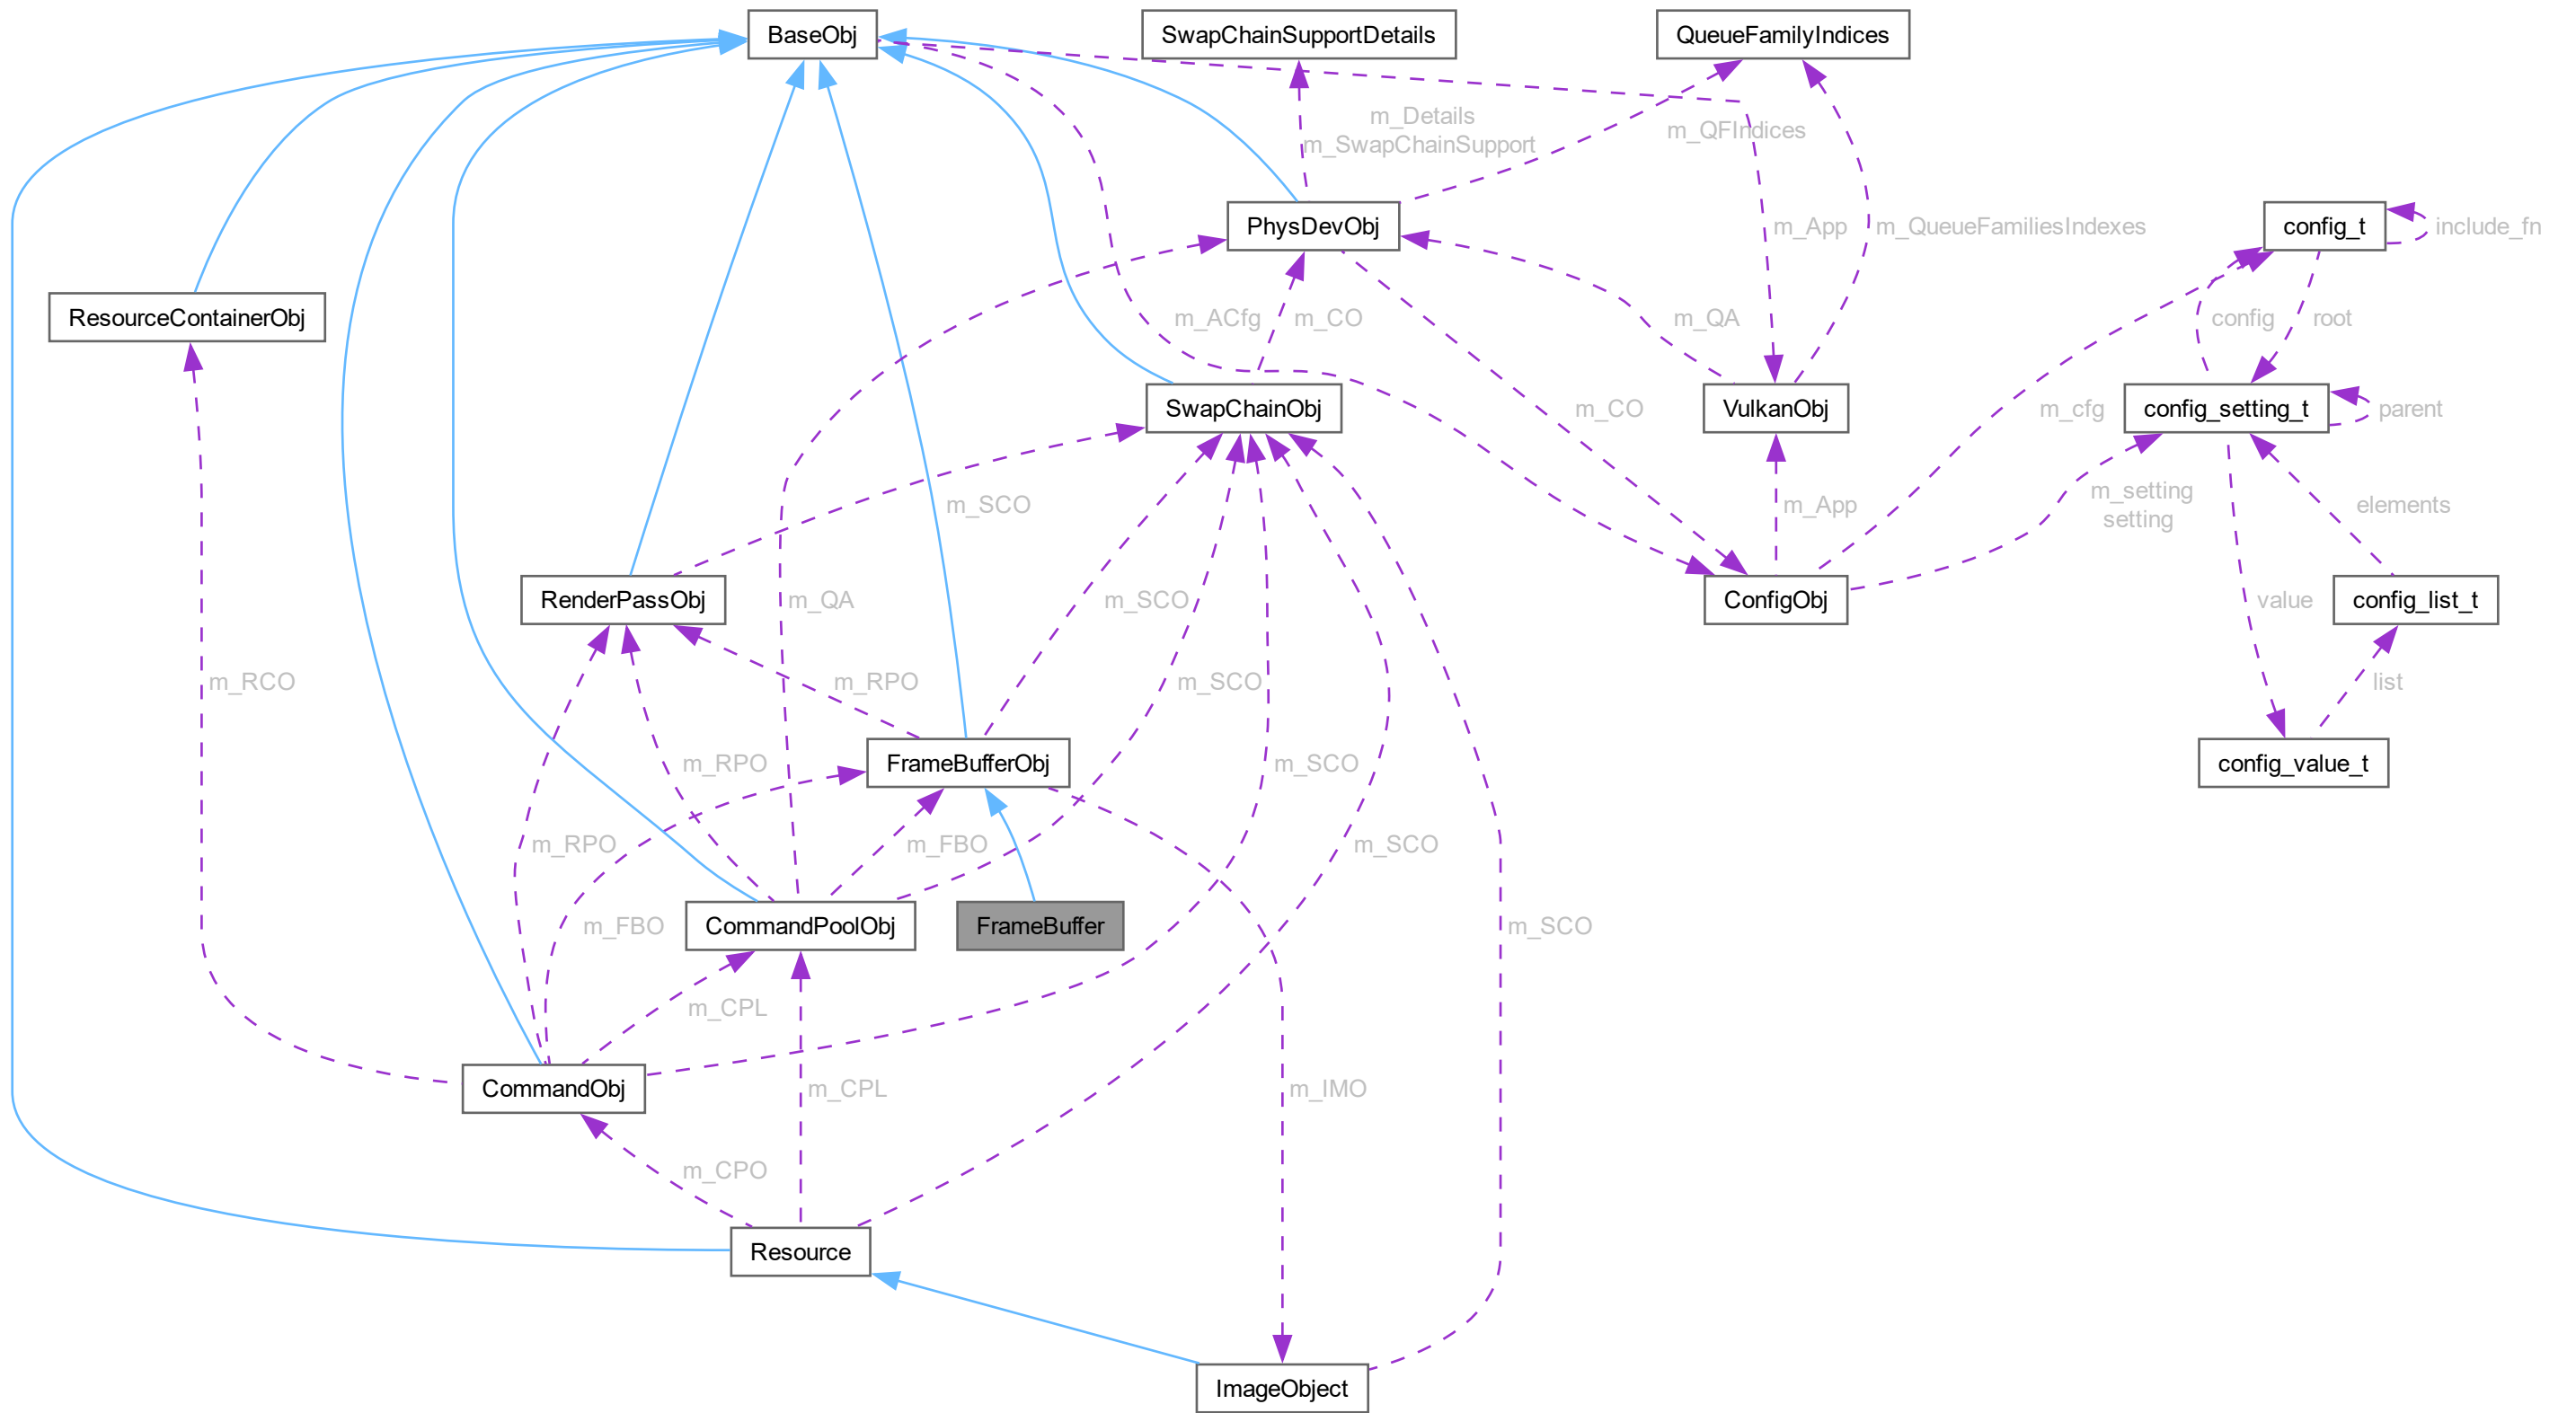 BaseObj
SwapChainSupportDetails
QueueFamilyIndices
m_Details
m_SwapChainSupport
m_QFIndices
PhysDevObj
m_App
m_QueueFamiliesIndexes
config_t
include_fn
ResourceContainerObj
m_ACfg
m_CO
m_QA
config
root
SwapChainObj
m_CO
VulkanObj
m_cfg
config_setting_t
parent
m_SCO
m_App
m_setting
setting
elements
RenderPassObj
m_QA
m_SCO
ConfigObj
value
config_list_t
m_RCO
m_RPO
m_SCO
list
m_RPO
FrameBufferObj
m_SCO
config_value_t
m_RPO
m_FBO
m_SCO
m_FBO
CommandPoolObj
FrameBuffer
m_SCO
m_CPL
CommandObj
m_CPL
m_IMO
m_CPO
Resource
ImageObject